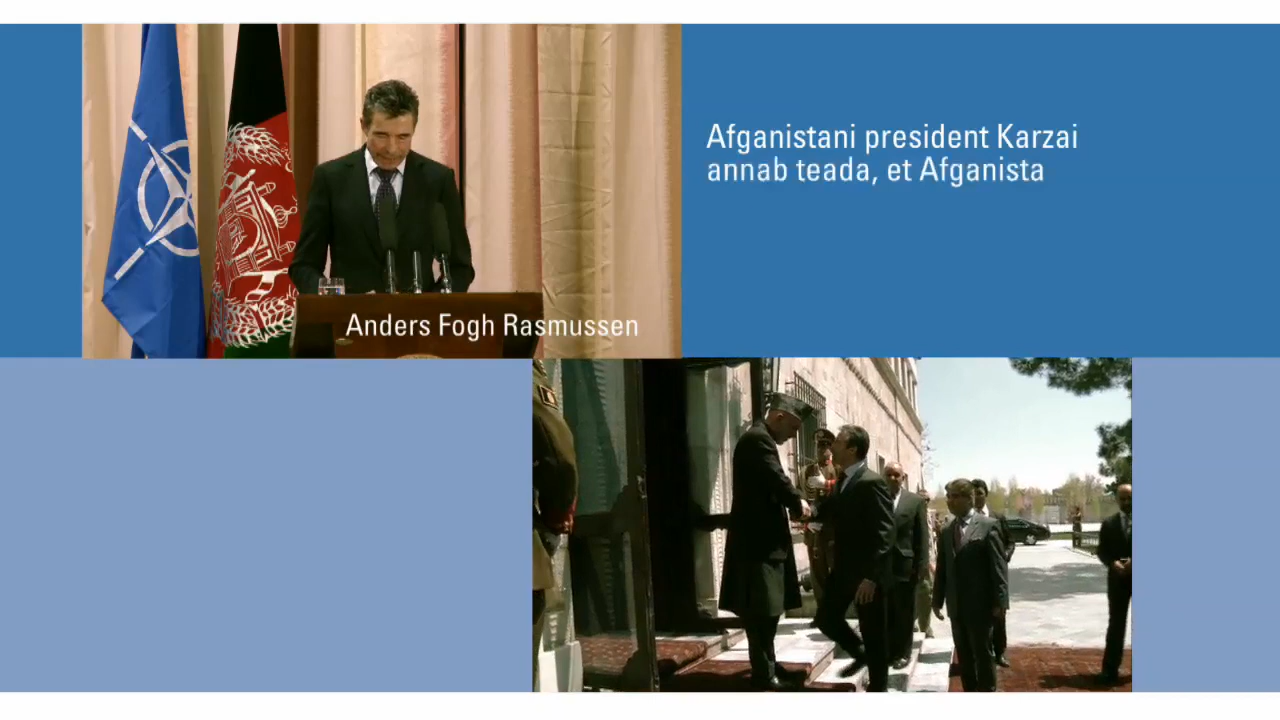 Afganistani president Karzai
annab teada, et Afganista
Anders Fogh Rasmussen